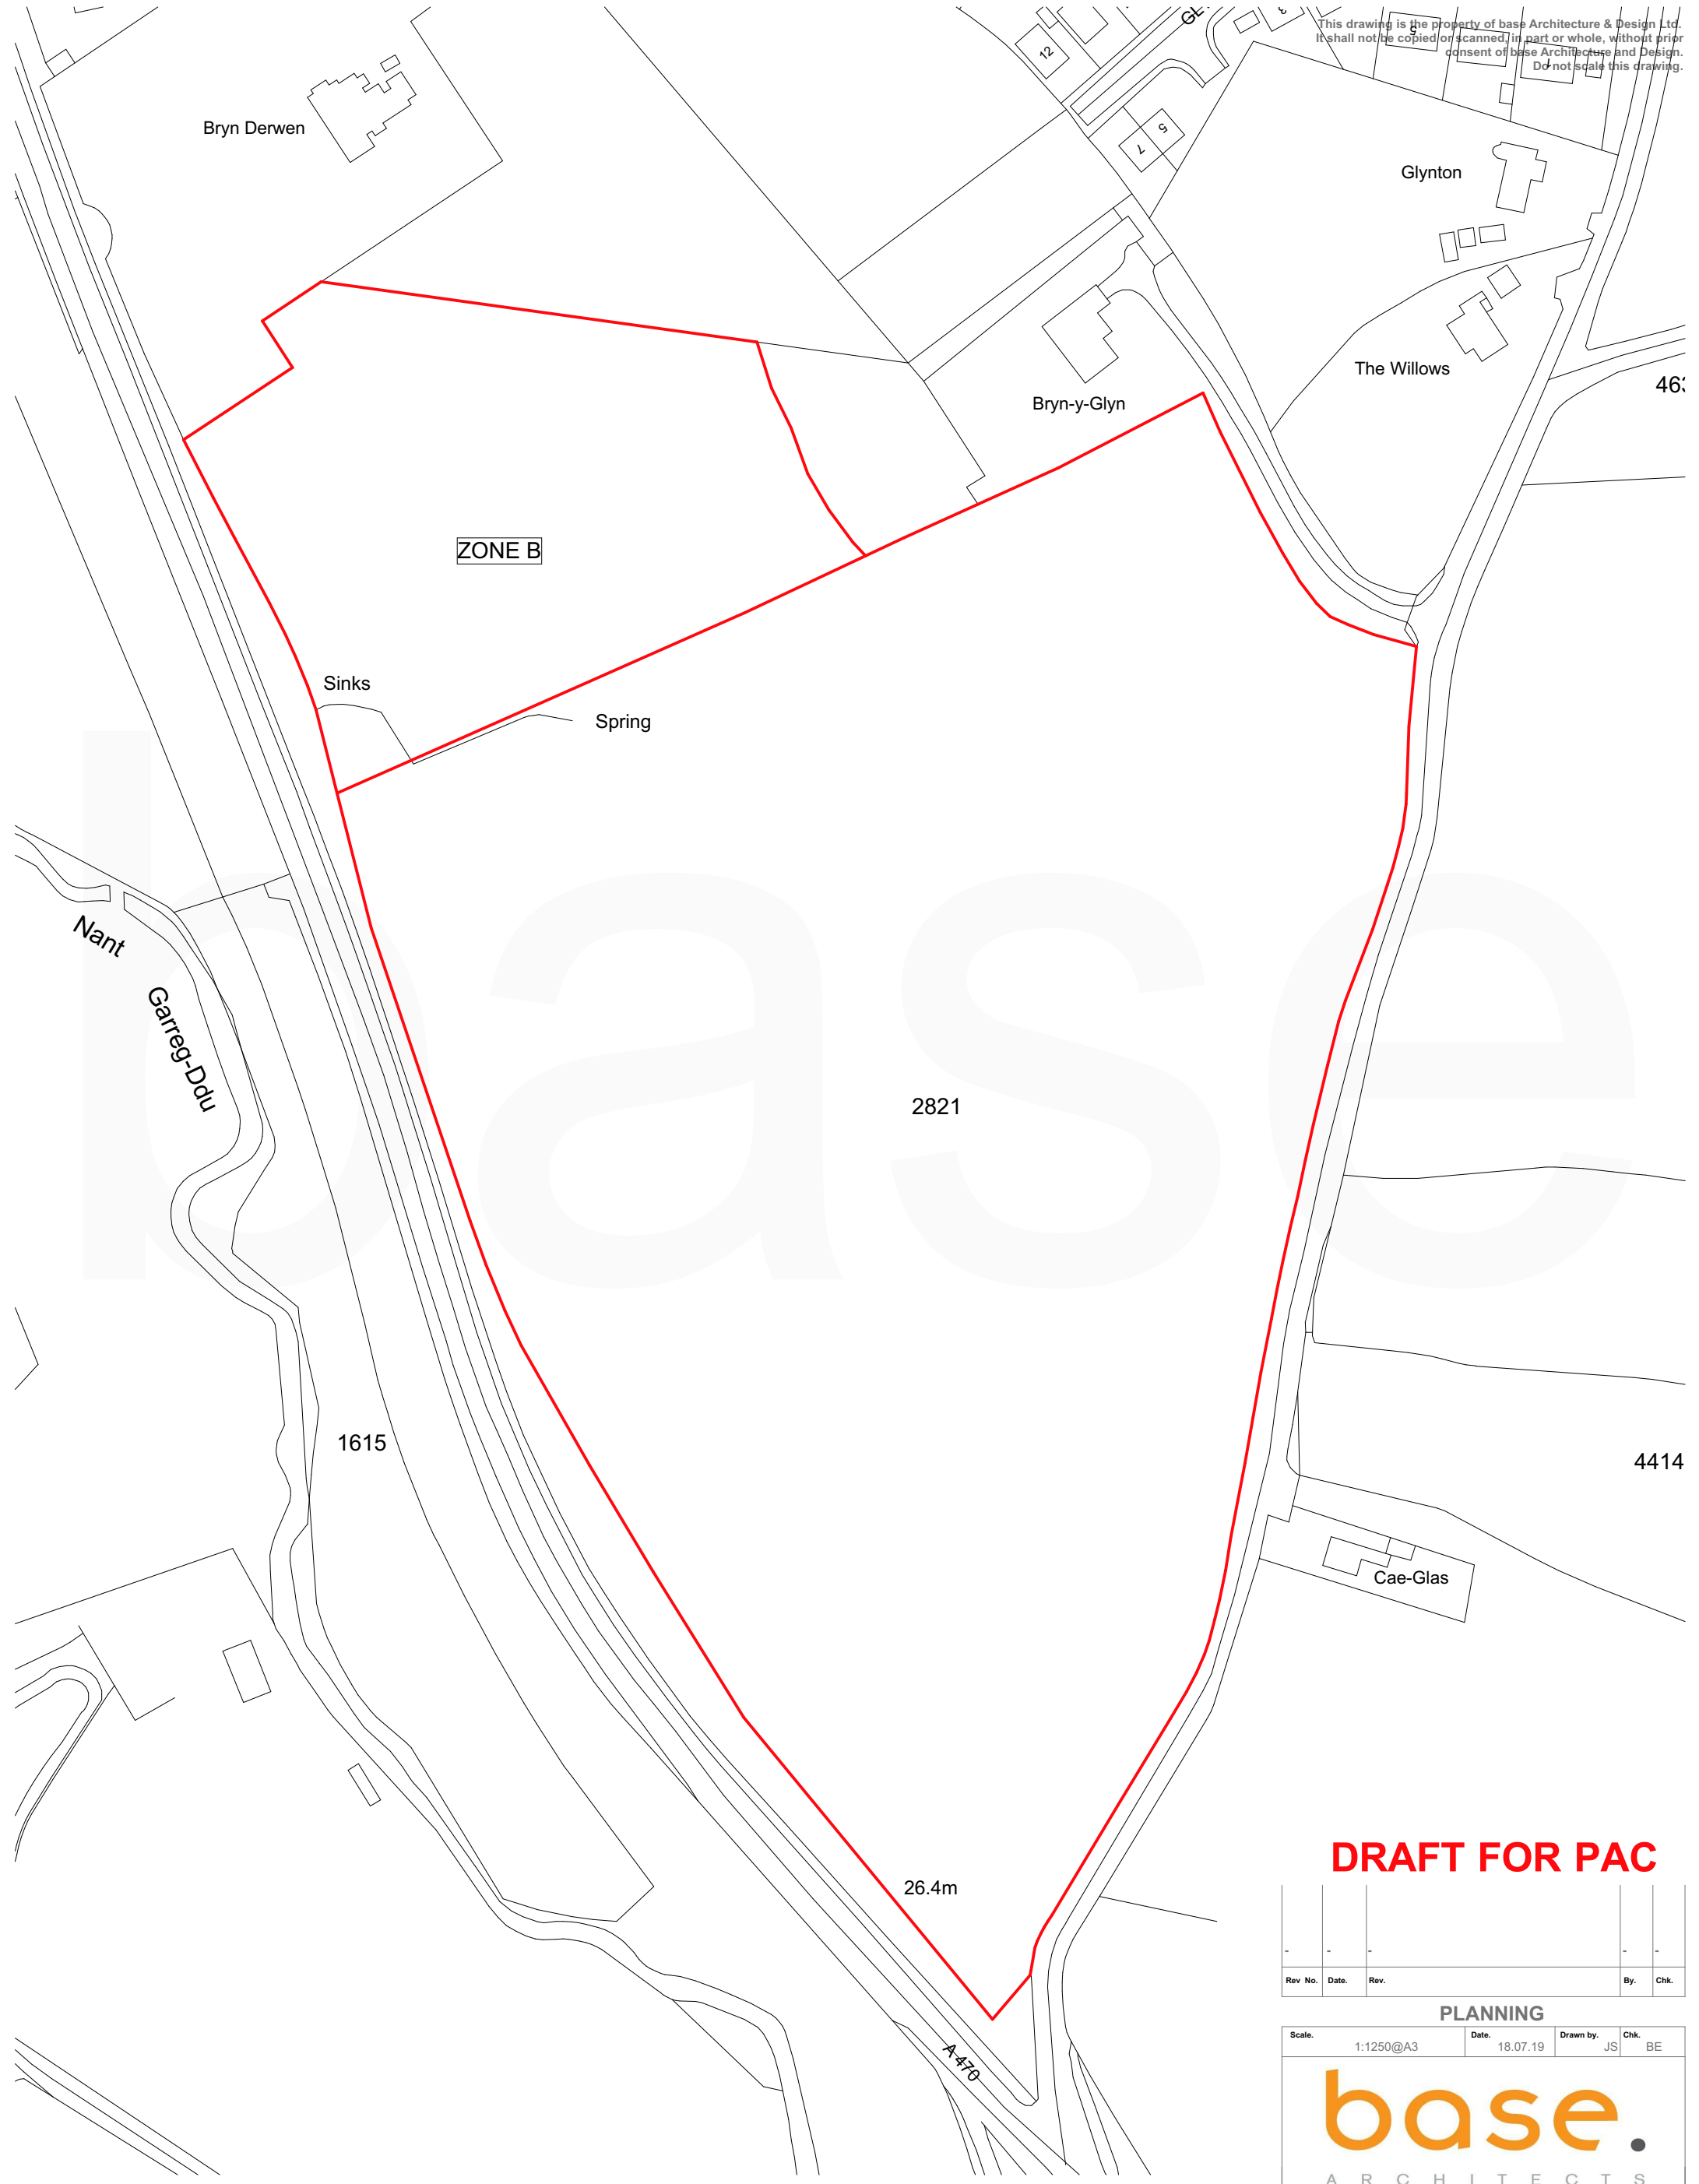 This drawing is the property of base Architecture & Design Ltd.
It shall not be copied or scanned, in part or whole, without prior
consent of base Architecture and Design.
Do not scale this drawing.
12
3
5
1
5
7
Bryn Derwen
Glynton
The Willows
Bryn-y-Glyn
ZONE B
Sinks
Spring
Nant
Garreg-Ddu
base
2821
1615
4414
Cae-Glas
26.4m
A 470
DRAFT FOR PAC
- - - - -
Rev No. Date. Rev. By. Chk.
PLANNING
Scale. Date. Drawn by. Chk.
1:1250@A3 18.07.19 JS BE
base.
ARCHITECTS